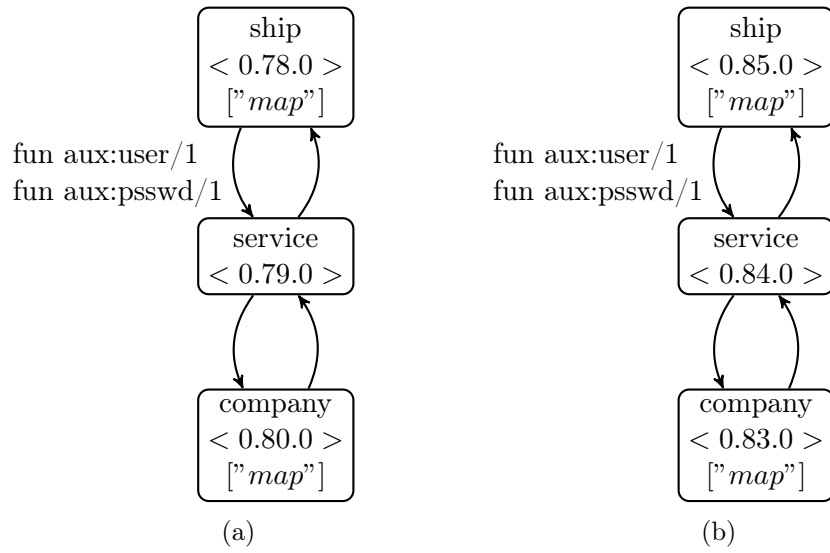 ship
< 0.78.0 >
["map"]
fun aux:user/1
fun aux:psswd/1
service
< 0.79.0 >
company
< 0.80.0 >
["map"]
(a)
ship
< 0.85.0 >
["map"]
fun aux:user/1
fun aux:psswd/1
service
< 0.84.0 >
company
< 0.83.0 >
["map"]
(b)